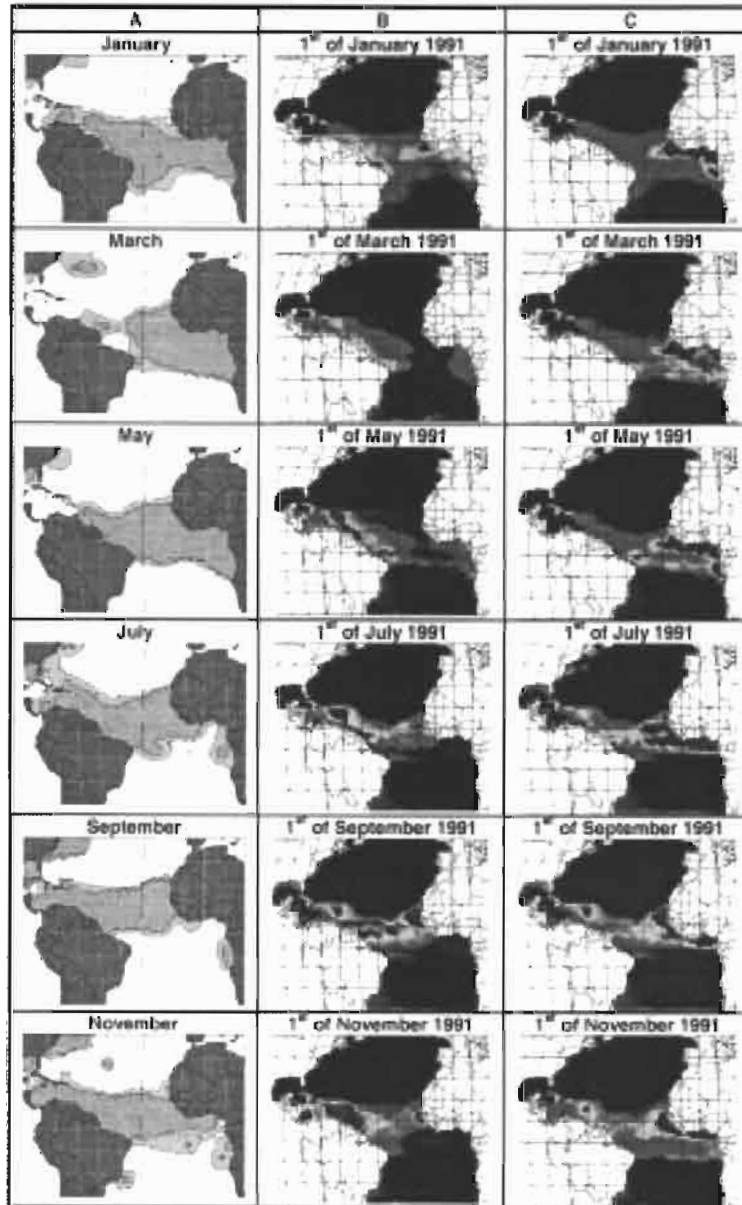 A B C
January 1st of January 1991 1st of January 1991
March 1st of March 1991 1st of March 1991
May 1st of May 1991 1st of May 1991
July 1st of July 1991 1st of July 1991
September 1st of September 1991 1st of September 1991
November 1st of November 1991 1st of November 1991